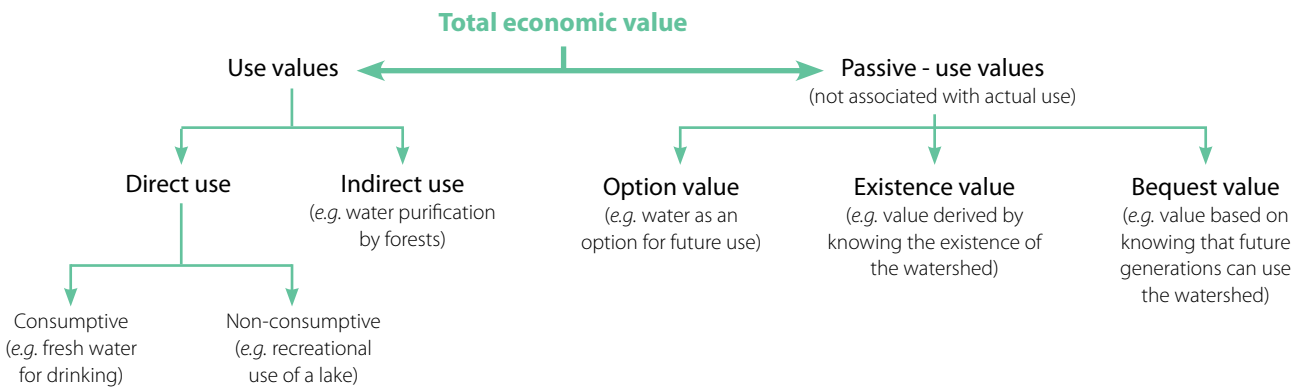 Total economic value
Use values
Passive - use values
(not associated with actual use)
Direct use
Indirect use
(e.g. water purification
by forests)
Option value
(e.g. water as an
option for future use)
Existence value
(e.g. value derived by
knowing the existence of
the watershed)
Bequest value
(e.g. value based on
knowing that future
generations can use
the watershed)
Consumptive
(e.g. fresh water
for drinking)
Non-consumptive
(e.g. recreational
use of a lake)